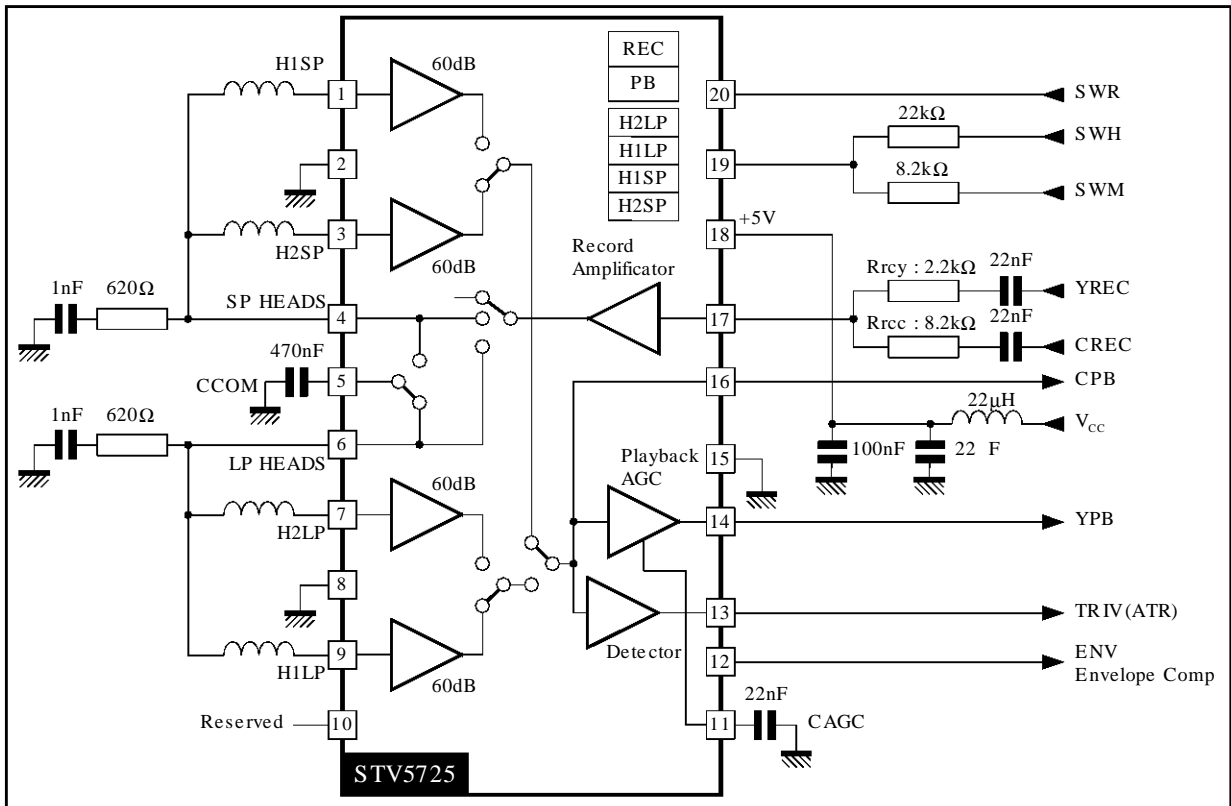 H1SP
60dB
REC
PB
1
20
SWR
22kΩ
SWH
H2LP
H1LP
H1SP
H2SP
2
19
8.2kΩ
SWM
H2SP
3
60dB
+5V
18
Record
Amplificator
Rrcy : 2.2kΩ
22nF
YREC
1nF
620Ω
SP HEADS
4
17
Rrcc : 8.2kΩ
22nF
CREC
470nF
CCOM
5
16
CPB
1nF
620Ω
6
LP HEADS
22μH
VCC
100nF
22 F
15
Playback
AGC
60dB
7
H2LP
14
YPB
8
13
TRIV(ATR)
Detector
12
ENV
Envelope Comp
9
H1LP
60dB
22nF
Reserved
10
11
CAGC
STV5725